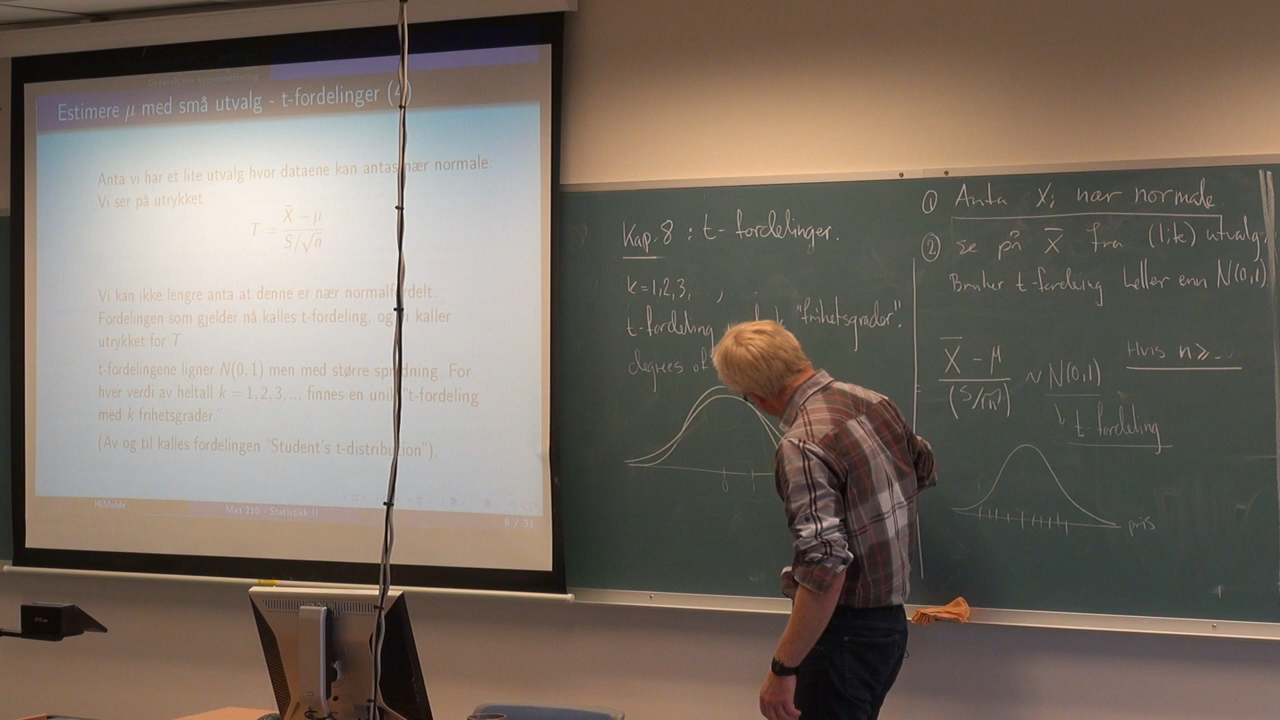 Estimere μ med små utvalg - t-fordelinger (4)
Anta vi har et lite utvalg hvor dataene kan antas nær normale.
Vi ser på utrykket
T = X̄ − μ
S/√n
Vi kan ikke lengre anta at denne er nær normalfordelt.
Fordelingen som gjelder nå kalles t-fordeling, og vi kaller
utrykket for T
t-fordelingene ligner N(0,1) men med større spredning. For
hver verdi av heltall k = 1,2,3,... finnes en unik "t-fordeling
med k frihetsgrader"
(Av og til kalles fordelingen "Student's t-distribution").
HiMolde
Mat 210 - Statistikk II
6 / 31
Kap. 8 : t-fordelinger.
k=1,2,3, , .
t-fordeling "frihetsgrader".
degrees of
0
① Anta Xi nær normale
② se på X̄ fra (lite) utvalg,
Bruker t-fordeling heller enn N(0,1)
X̄ − μ
(S/√n) ~ N(0,1)
Hvis n ≥
t-fordeling
pris